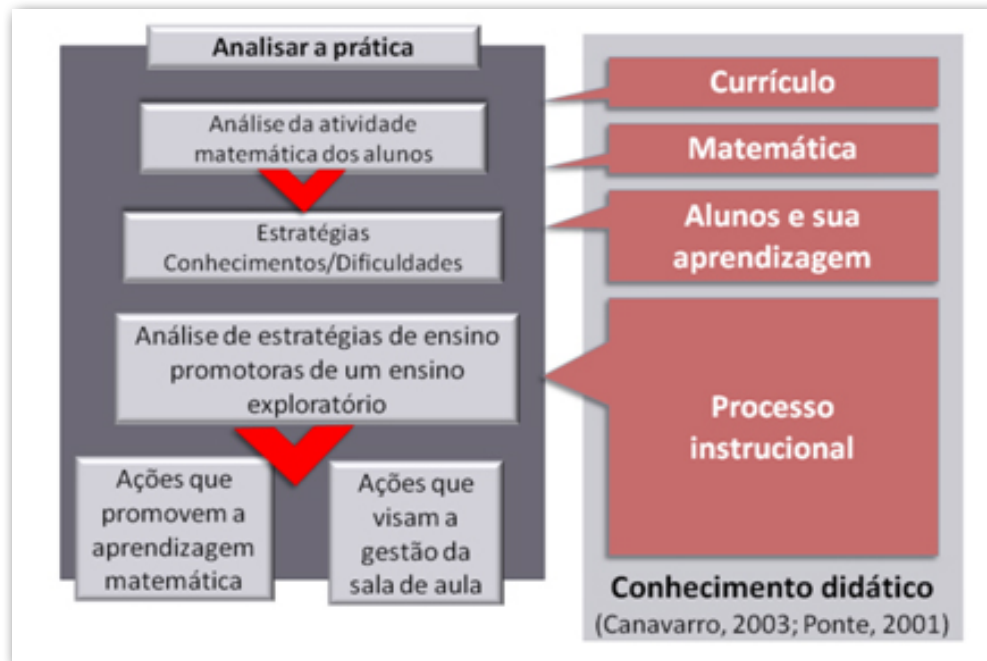 Analisar a prática
Análise da atividade
matemática dos alunos
Estratégias
Conhecimentos/Dificuldades
Análise de estratégias de ensino
promotoras de um ensino
exploratório
Ações que
promovem a
aprendizagem
matemática
Ações que
visam a
gestão da
sala de aula
Currículo
Matemática
Alunos e sua
aprendizagem
Processo
instrucional
Conhecimento didático
(Canavarro, 2003; Ponte, 2001)